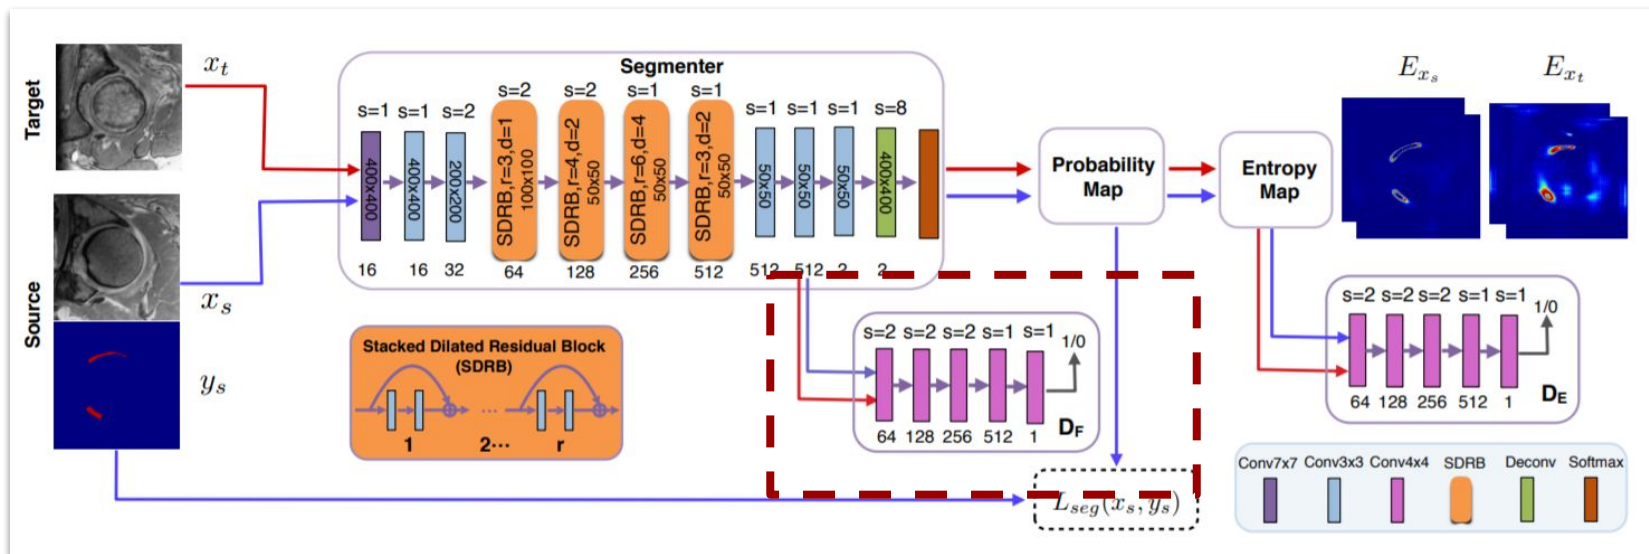 Target
x_t
Source
x_s
y_s
Segmenter
s=1 s=1 s=2 s=2 s=2 s=1 s=1 s=1 s=1 s=1 s=8
400x400
400x400
200x200
SDRB,r=3,d=1
100x100
SDRB,r=4,d=2
50x50
SDRB,r=6,d=4
50x50
SDRB,r=3,d=2
50x50
50x50
50x50
50x50
400x400
16 16 32 64 128 256 512 512 512 2 2
Probability
Map
Entropy
Map
E_{x_s} E_{x_t}
Stacked Dilated Residual Block
(SDRB)
...
1 2... r
s=2 s=2 s=2 s=1 s=1
1/0
64 128 256 512 1 D_F
s=2 s=2 s=2 s=1 s=1
1/0
64 128 256 512 1 D_E
L_{seg}(x_s, y_s)
Conv7x7 Conv3x3 Conv4x4 SDRB Deconv Softmax